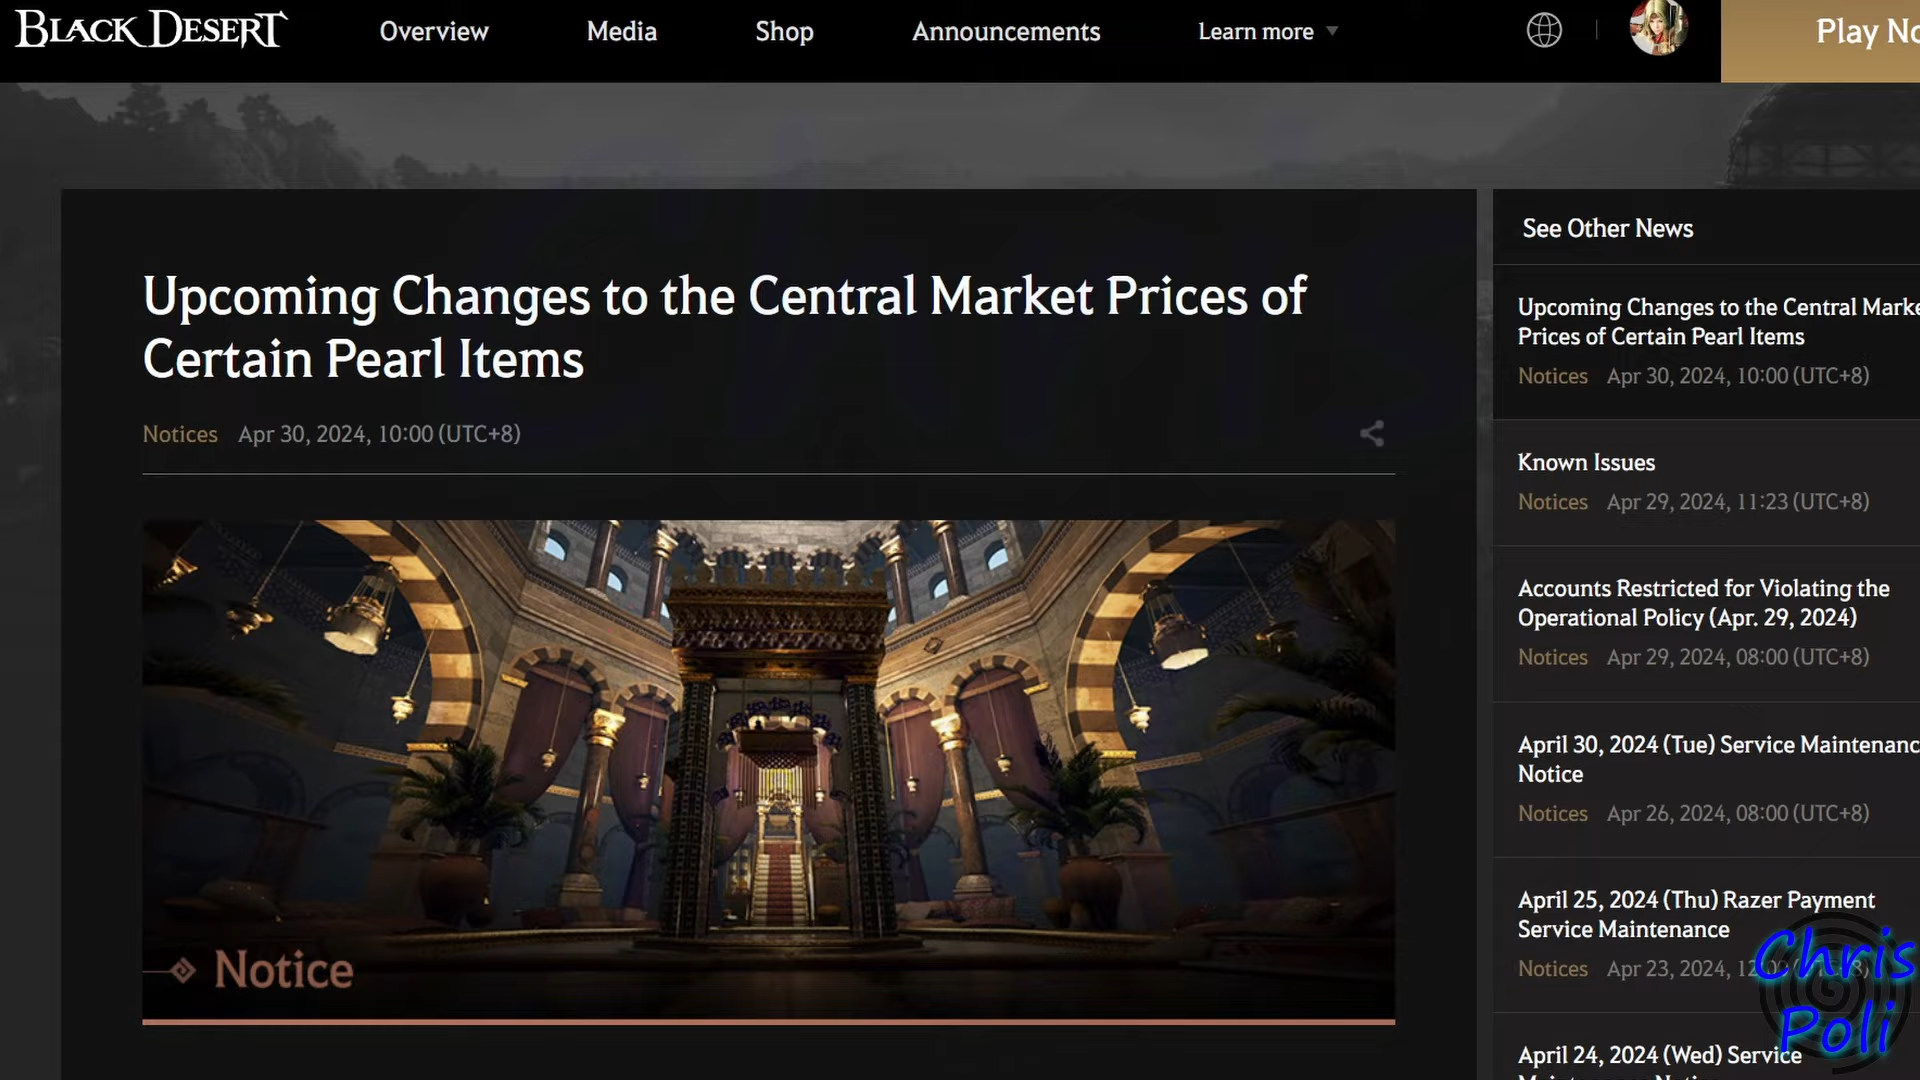 BLACK DESERT
Overview
Media
Shop
Announcements
Learn more
Play
Upcoming Changes to the Central Market Prices of
Certain Pearl Items
Notices Apr 30, 2024, 10:00 (UTC+8)
Notice
See Other News
Upcoming Changes to the Central
Prices of Certain Pearl Items
Notices Apr 30, 2024, 10:00 (UTC+8)
Known Issues
Notices Apr 29, 2024, 11:23 (UTC+8)
Accounts Restricted for Violating the
Operational Policy (Apr. 29, 2024)
Notices Apr 29, 2024, 08:00 (UTC+8)
April 30, 2024 (Tue) Service
Notice
Notices Apr 26, 2024, 08:00 (UTC+8)
April 25, 2024 (Thu) Razer Payment
Service Maintenance
Notices Apr 23, 2024,
April 24, 2024 (Wed) Service
Chris
Poli